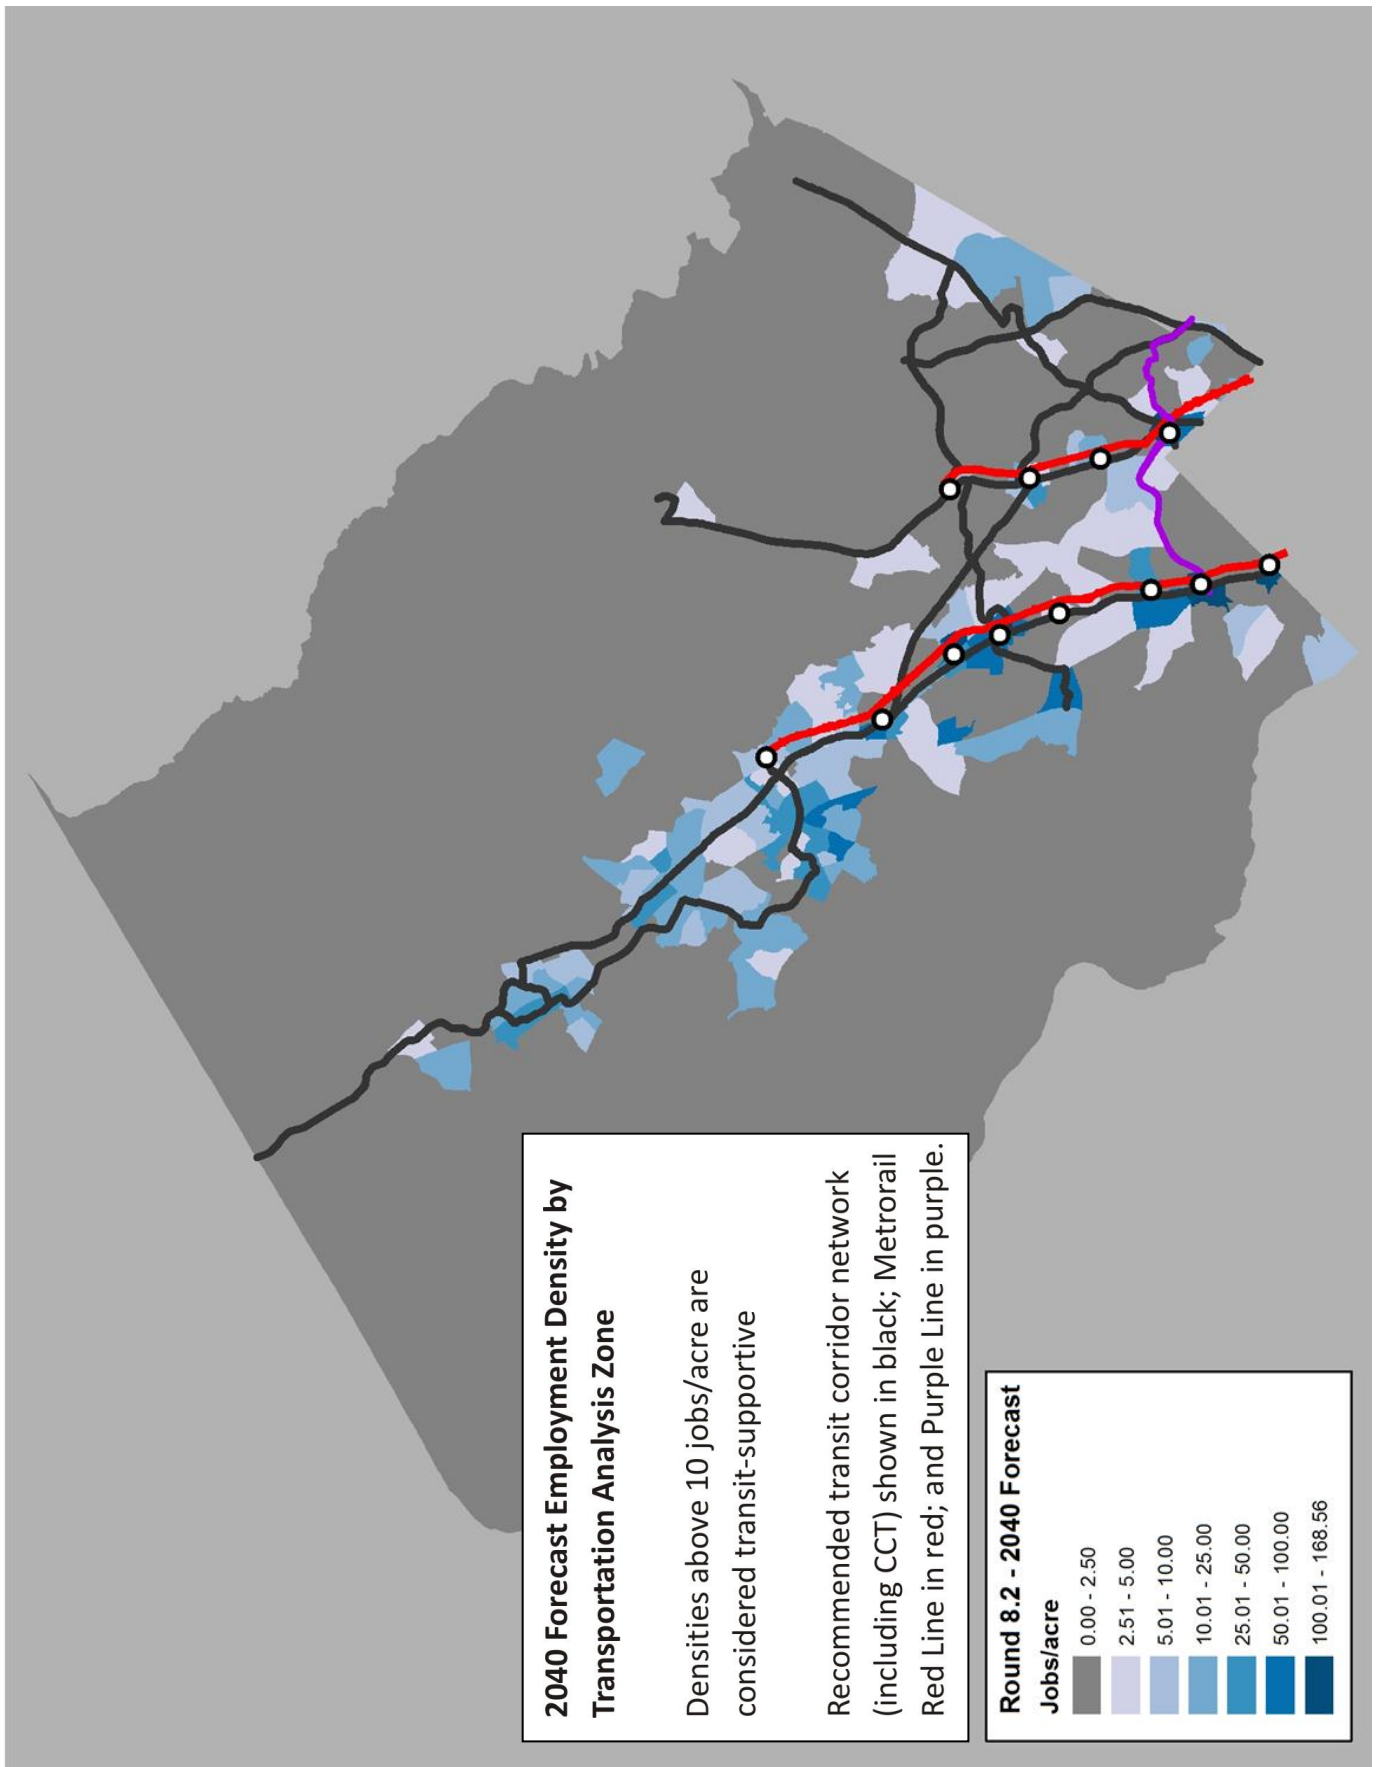 2040 Forecast Employment Density by
Transportation Analysis Zone
Densities above 10 jobs/acre are
considered transit-supportive
Recommended transit corridor network
(including CCT) shown in black; Metrorail
Red Line in red; and Purple Line in purple.
Round 8.2 - 2040 Forecast
Jobs/acre
0.00 - 2.50
2.51 - 5.00
5.01 - 10.00
10.01 - 25.00
25.01 - 50.00
50.01 - 100.00
100.01 - 168.56